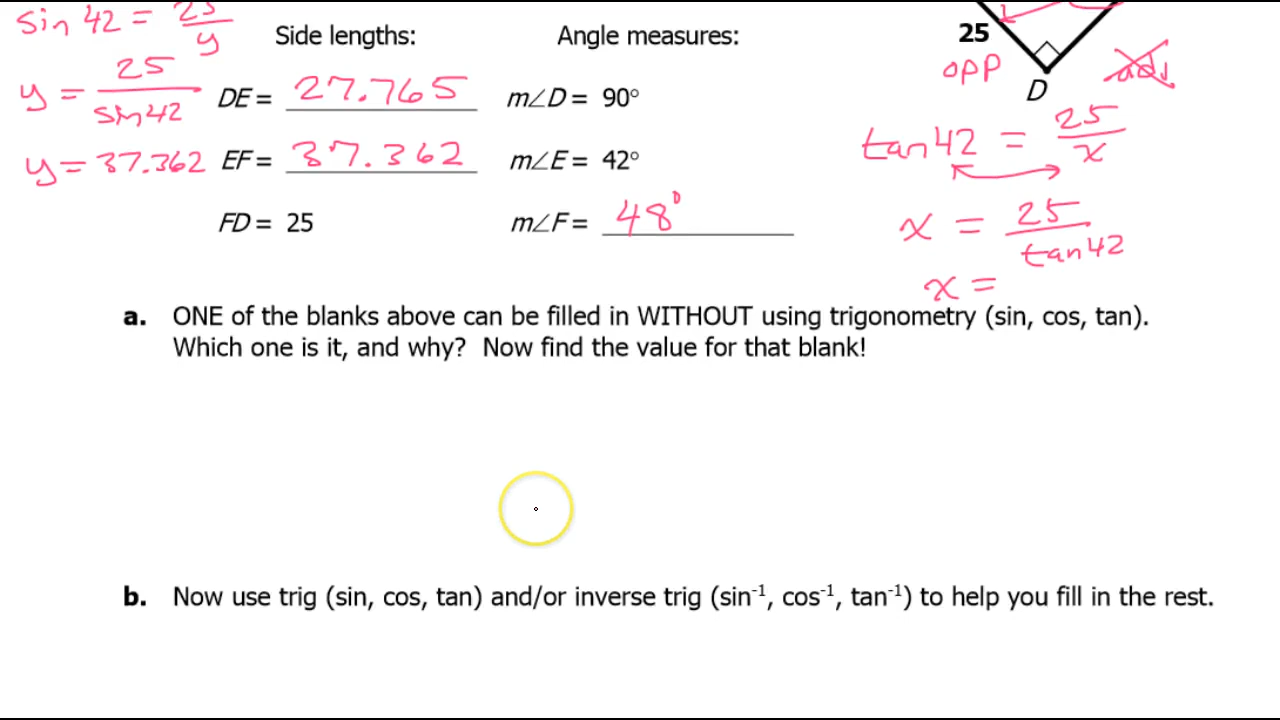 sin 42 = 25/y
Side lengths:
Angle measures:
25
opp
adj
D
y = 25/sin42
DE = 27.765
m∠D = 90°
tan 42 = 25/x
y = 37.362
EF = 37.362
m∠E = 42°
FD = 25
m∠F = 48°
x = 25/tan42
x =
a. ONE of the blanks above can be filled in WITHOUT using trigonometry (sin, cos, tan).
Which one is it, and why? Now find the value for that blank!
b. Now use trig (sin, cos, tan) and/or inverse trig (sin⁻¹, cos⁻¹, tan⁻¹) to help you fill in the rest.